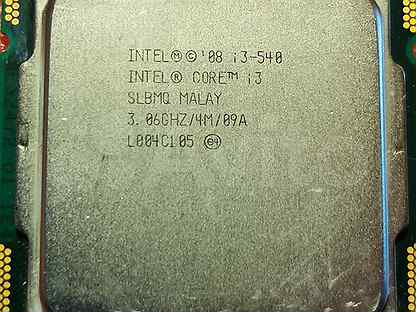 INTEL Ⓜ © '08 i3-540
INTEL® CORE™ i3
SLBMQ MALAY
3.06GHZ/4M/09A
L004C105 ⓔ4